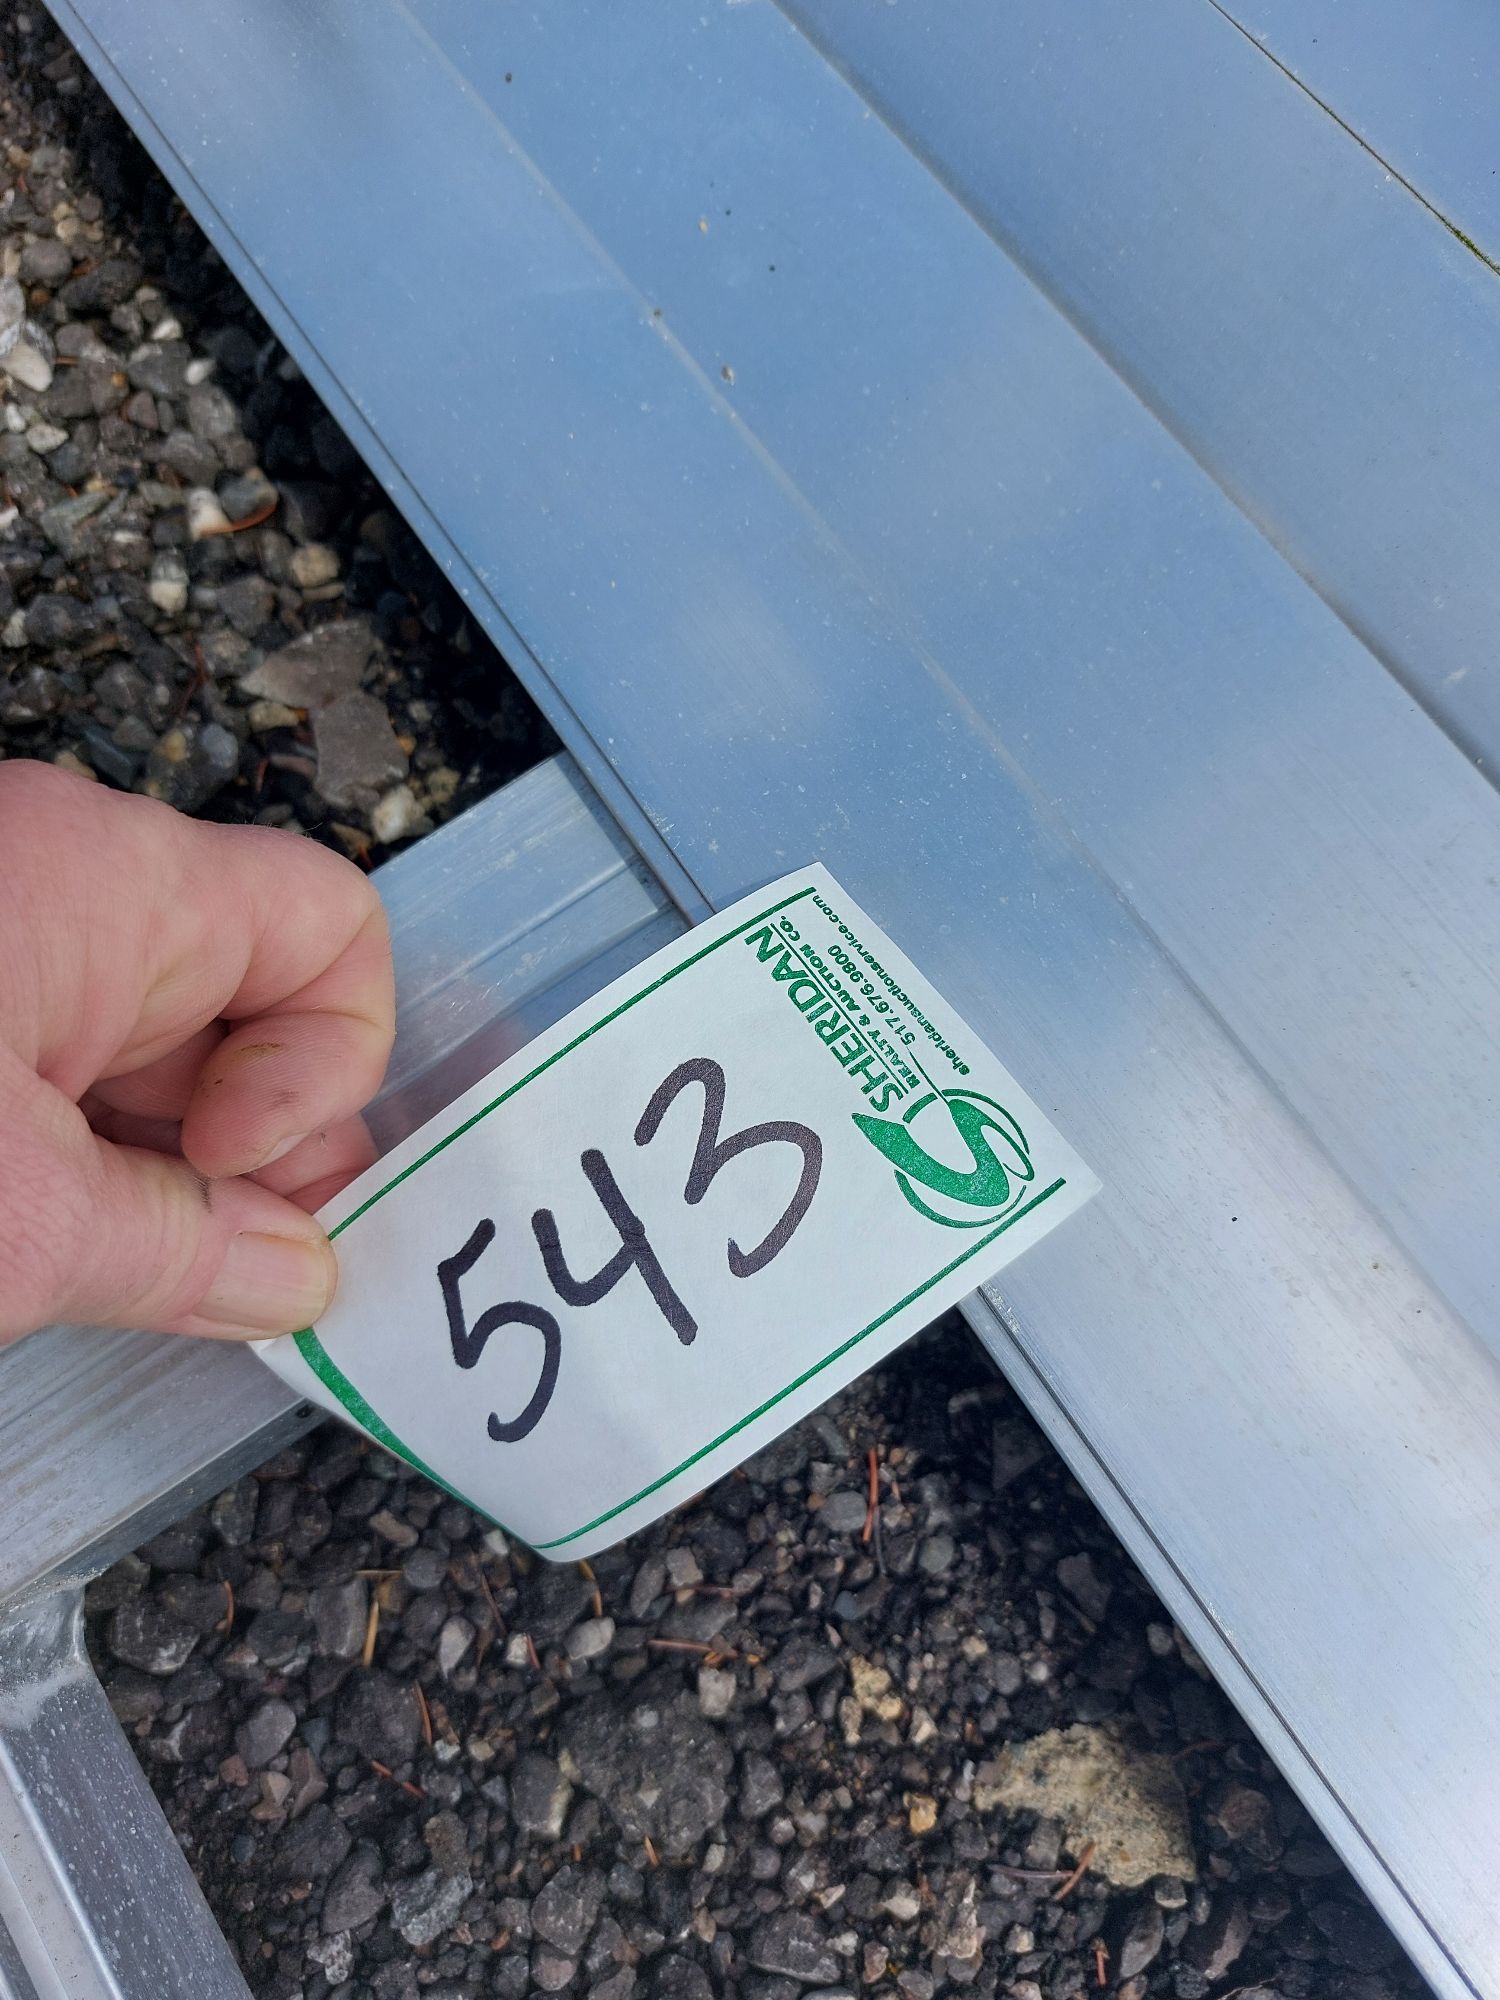 SHERIDAN
REALTY & AUCTION CO.
517.676.9800
sheridanauctionservice.com
543